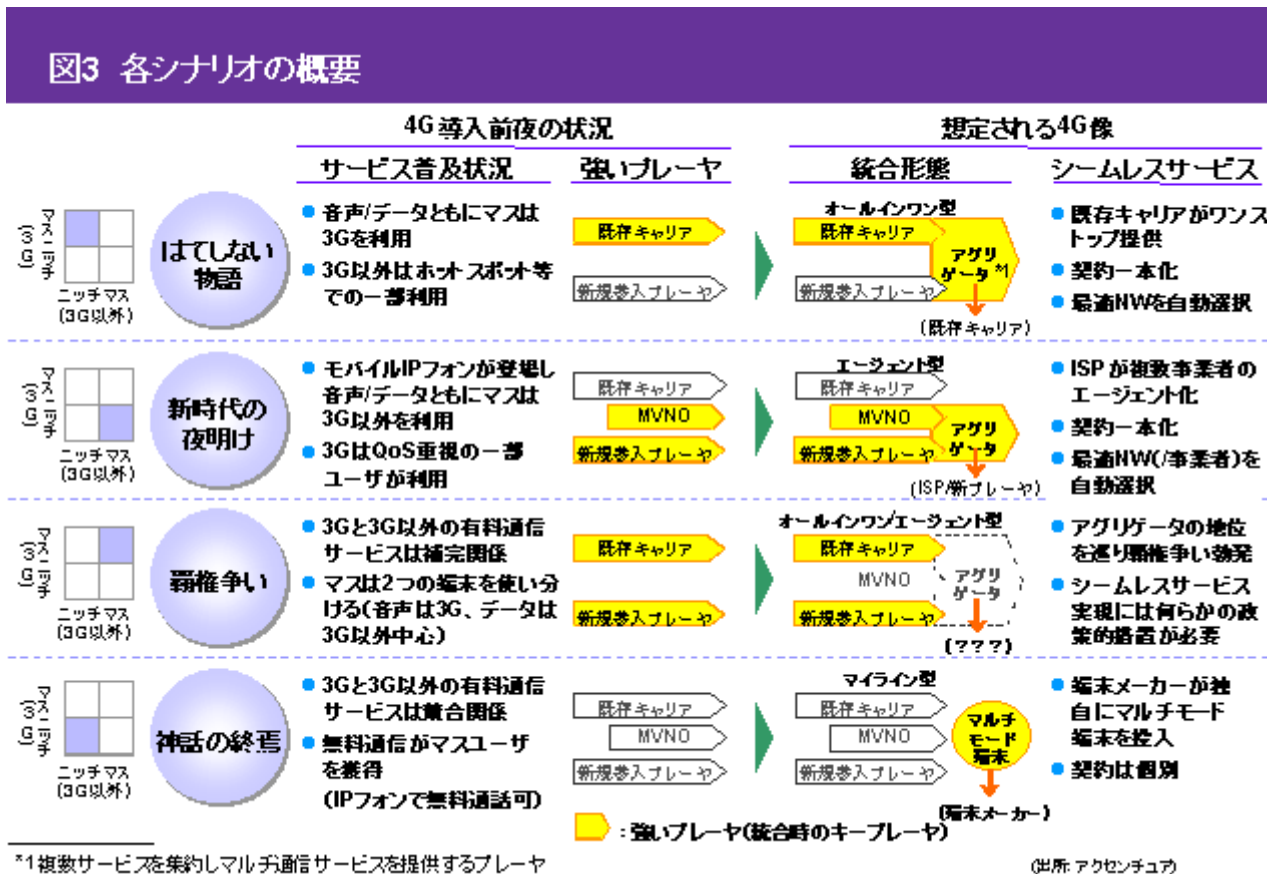 図3 各シナリオの概要
4G導入前夜の状況
想定される4G像
サービス普及状況
強いプレーヤ
統合形態
シームレスサービス
マス
ニッチ
(3G)
ニッチ マス
(3G以外)
はてしない
物語
● 音声/データともにマスは
3Gを利用
● 3G以外はホットスポット等
での一部利用
既存キャリア
新規参入プレーヤ
オールインワン型
既存キャリア
新規参入プレーヤ
アグリ
ゲータ*1
(既存キャリア)
● 既存キャリアがワンス
トップ提供
● 契約一本化
● 最適NWを自動選択
マス
ニッチ
(3G)
ニッチ マス
(3G以外)
新時代の
夜明け
● モバイルIPフォンが登場し
音声/データともにマスは
3G以外を利用
● 3GはQoS重視の一部
ユーザが利用
既存キャリア
MVNO
新規参入プレーヤ
エージェント型
既存キャリア
MVNO
新規参入プレーヤ
アグリ
ゲータ
(ISP/新プレーヤ)
● ISPが複数事業者の
エージェント化
● 契約一本化
● 最適NW(/事業者)を
自動選択
マス
ニッチ
(3G)
ニッチ マス
(3G以外)
覇権争い
● 3Gと3G以外の有料通信
サービスは補完関係
● マスは2つの端末を使い分
ける(音声は3G、データは
3G以外中心)
既存キャリア
新規参入プレーヤ
オールインワン/エージェント型
既存キャリア
MVNO
新規参入プレーヤ
アグリ
ゲータ
(???)
● アグリゲータの地位
を巡り覇権争い勃発
● シームレスサービス
実現には何らかの政
策的措置が必要
マス
ニッチ
(3G)
ニッチ マス
(3G以外)
神話の終焉
● 3Gと3G以外の有料通信
サービスは競合関係
● 無料通信がマスユーザ
を獲得
(IPフォンで無料通話可)
既存キャリア
MVNO
新規参入プレーヤ
マイライン型
既存キャリア
MVNO
新規参入プレーヤ
マルチ
モード
端末
(端末メーカー)
● 端末メーカーが独
自にマルチモード
端末を投入
● 契約は個別
:強いプレーヤ(統合時のキープレーヤ)
*1複数サービスを集約しマルチ通信サービスを提供するプレーヤ
(出所:アクセンチュア)